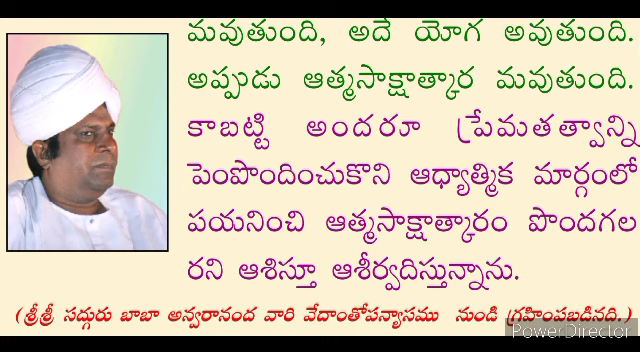 మవుతుంది, అదే యోగ అవుతుంది.
అప్పుడు ఆత్మసాక్షాత్కార మవుతుంది.
కాబట్టి అందరూ ప్రేమతత్వాన్ని
పెంపొందించుకొని ఆధ్యాత్మిక మార్గంలో
పయనించి ఆత్మసాక్షాత్కారం పొందగల
రని ఆశిస్తూ ఆశీర్వదిస్తున్నాను.
(శ్రీశ్రీ సద్గురు బాబా అన్వరానంద వారి వేదాంతోపన్యాసము నుండి గ్రహింపబడినది.)
PowerDirector